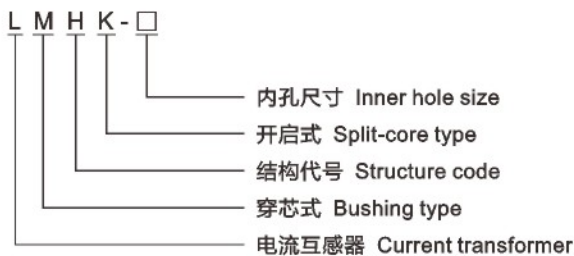 L M H K - □
内孔尺寸 Inner hole size
开启式 Split-core type
结构代号 Structure code
穿芯式 Bushing type
电流互感器 Current transformer